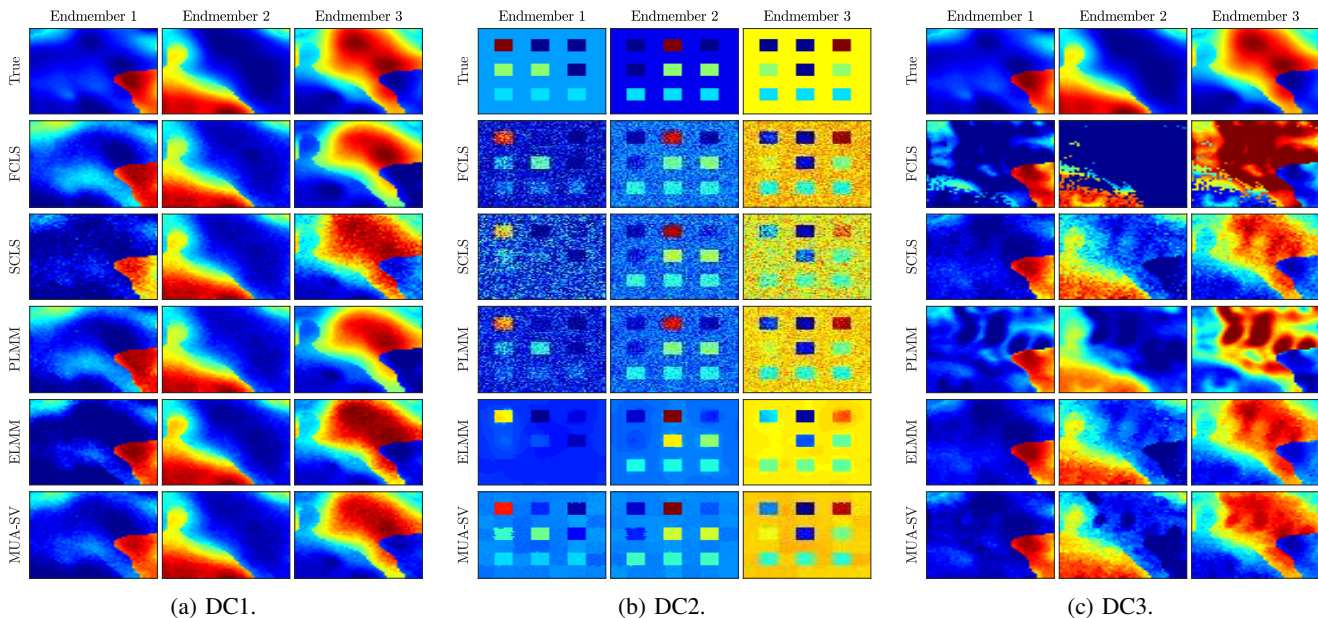 Endmember 1 Endmember 2 Endmember 3 Endmember 1 Endmember 2 Endmember 3 Endmember 1 Endmember 2 Endmember 3
True True True
FCLS FCLS FCLS
SCLS SCLS SCLS
PLMM PLMM PLMM
ELMM ELMM ELMM
MUA-SV MUA-SV MUA-SV
(a) DC1. (b) DC2. (c) DC3.